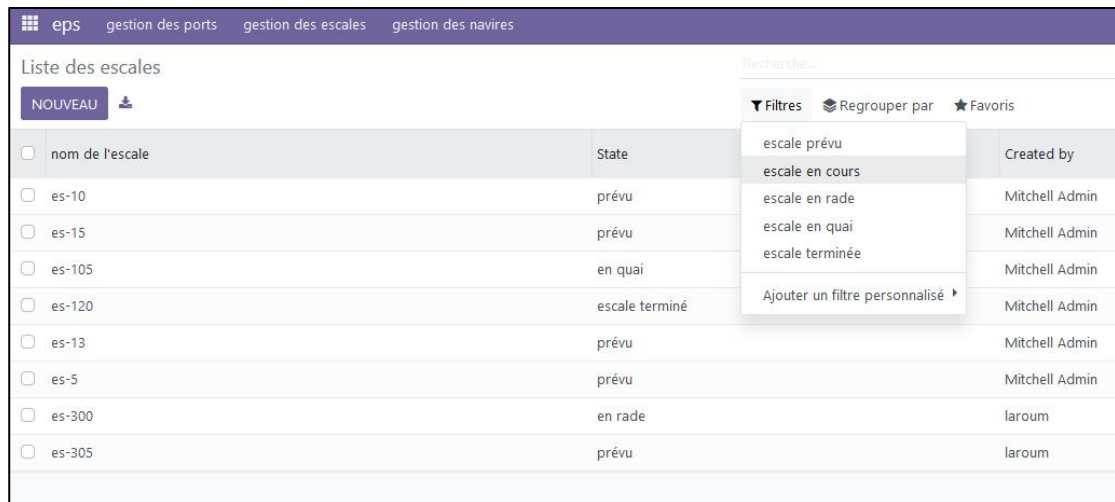 eps gestion des ports gestion des escales gestion des navires
Liste des escales
Recherche...
NOUVEAU
Filtres Regrouper par Favoris
escale prévu
escale en cours
escale en rade
escale en quai
escale terminée
Ajouter un filtre personnalisé
nom de l'escale State Created by
es-10 prévu Mitchell Admin
es-15 prévu Mitchell Admin
es-105 en quai Mitchell Admin
es-120 escale terminé Mitchell Admin
es-13 prévu Mitchell Admin
es-5 prévu Mitchell Admin
es-300 en rade laroum
es-305 prévu laroum